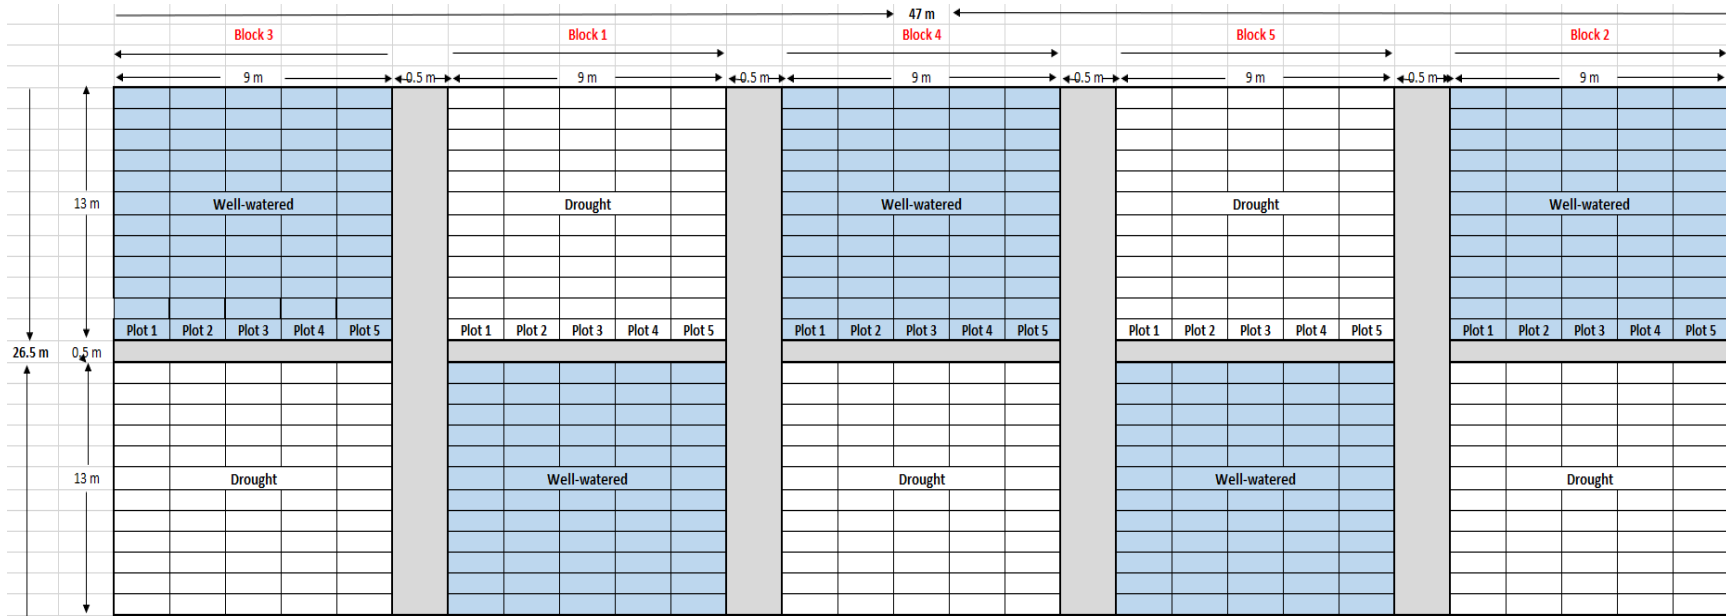 47 m
Block 3 Block 1 Block 4 Block 5 Block 2
9 m 0.5 m 9 m 0.5 m 9 m 0.5 m 9 m 0.5 m 9 m
13 m Well-watered Drought Well-watered Drought Well-watered
Plot 1 Plot 2 Plot 3 Plot 4 Plot 5 Plot 1 Plot 2 Plot 3 Plot 4 Plot 5 Plot 1 Plot 2 Plot 3 Plot 4 Plot 5 Plot 1 Plot 2 Plot 3 Plot 4 Plot 5 Plot 1 Plot 2 Plot 3 Plot 4 Plot 5
26.5 m 0.5 m
13 m Drought Well-watered Drought Well-watered Drought